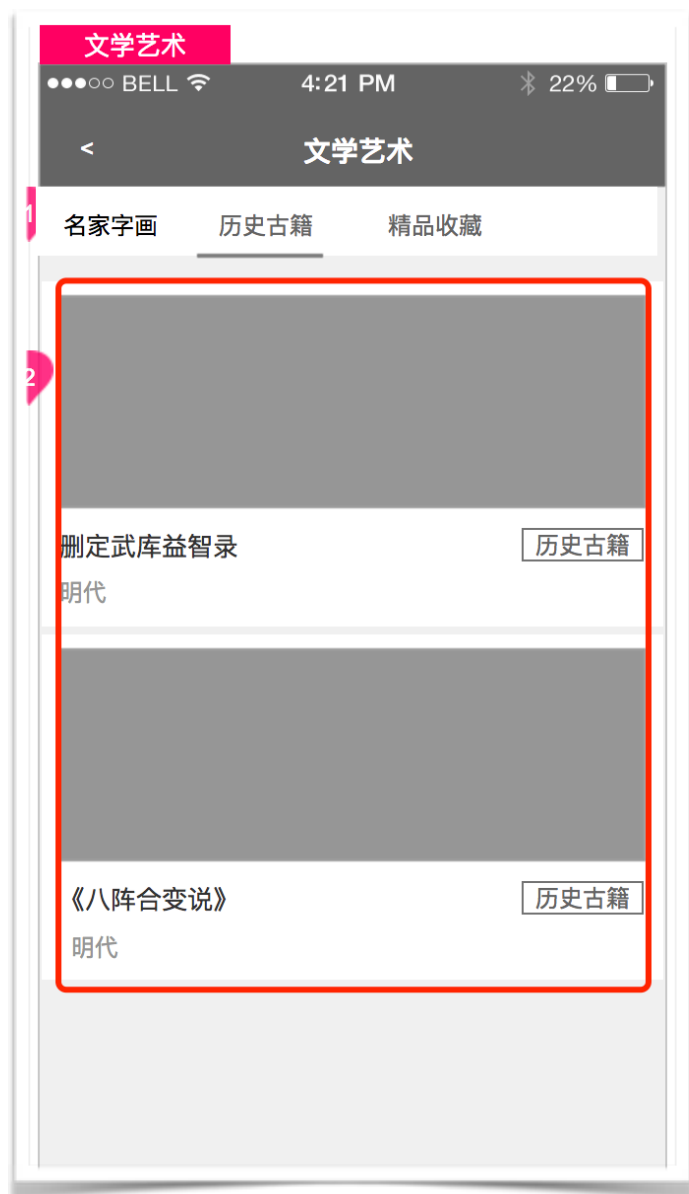 文学艺术
●●●○○ BELL 4:21 PM 22%
< 文学艺术
1
名家字画 历史古籍 精品收藏
2
删定武库益智录 历史古籍
明代
《八阵合变说》 历史古籍
明代